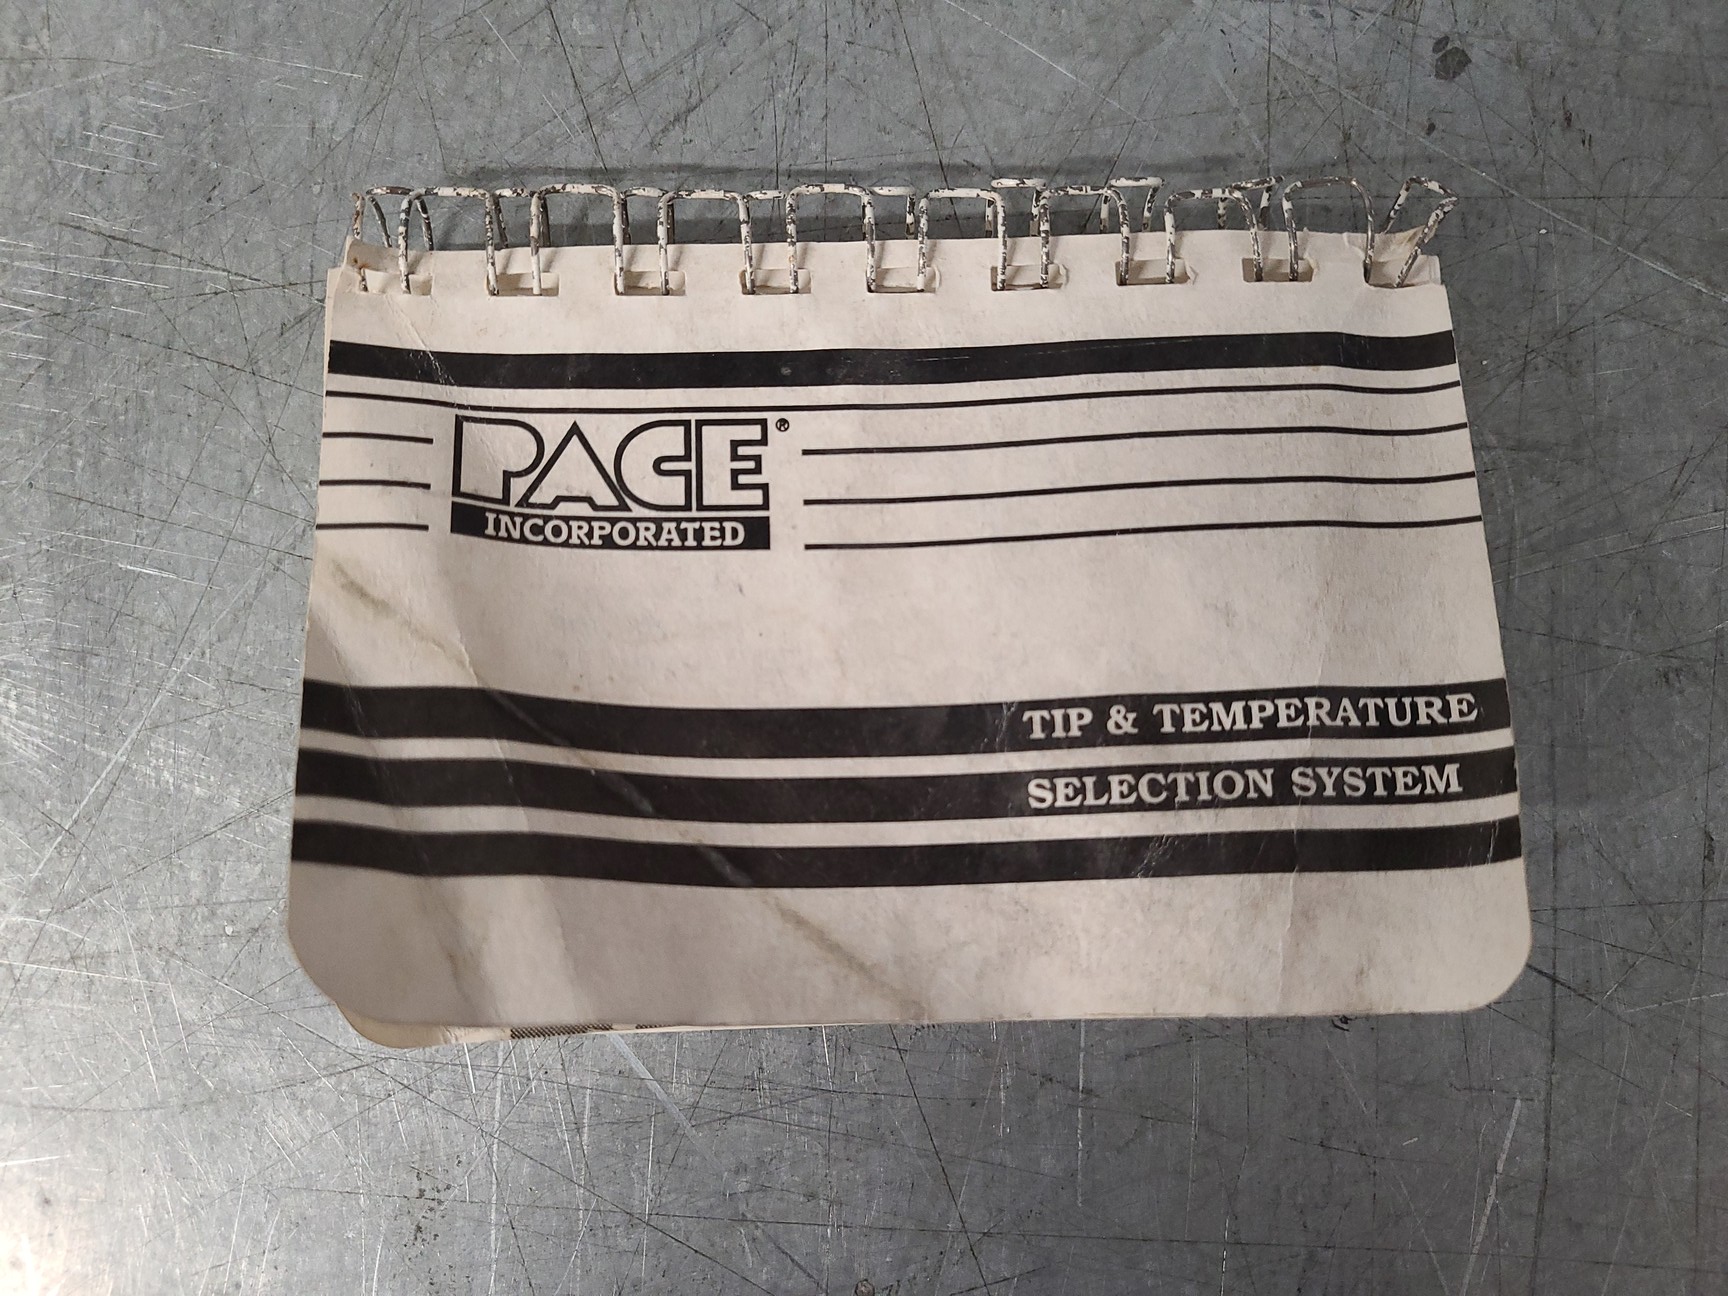 PACE®
INCORPORATED
TIP & TEMPERATURE
SELECTION SYSTEM